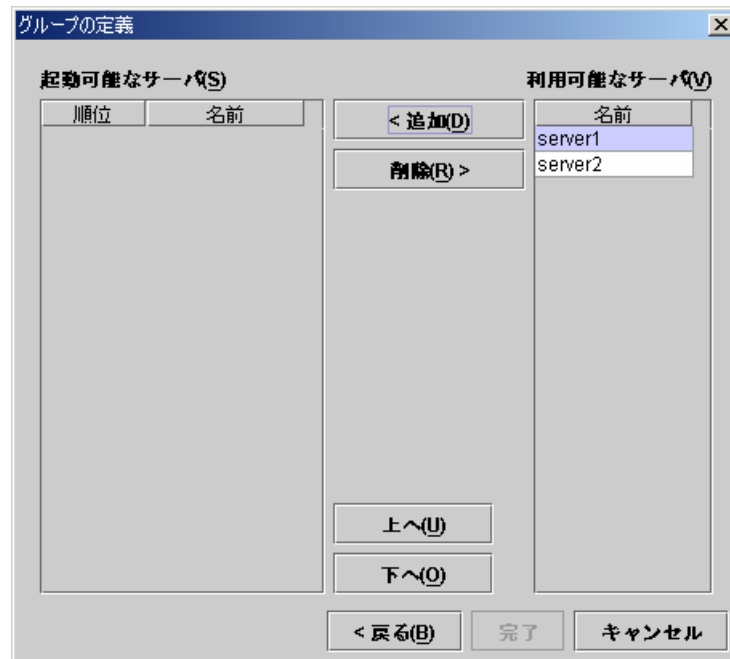 グループの定義
起動可能なサーバ(S) 利用可能なサーバ(V)
順位 名前 < 追加(D) 名前
server1
削除(R) > server2
上へ(U)
下へ(O)
< 戻る(B) 完了 キャンセル